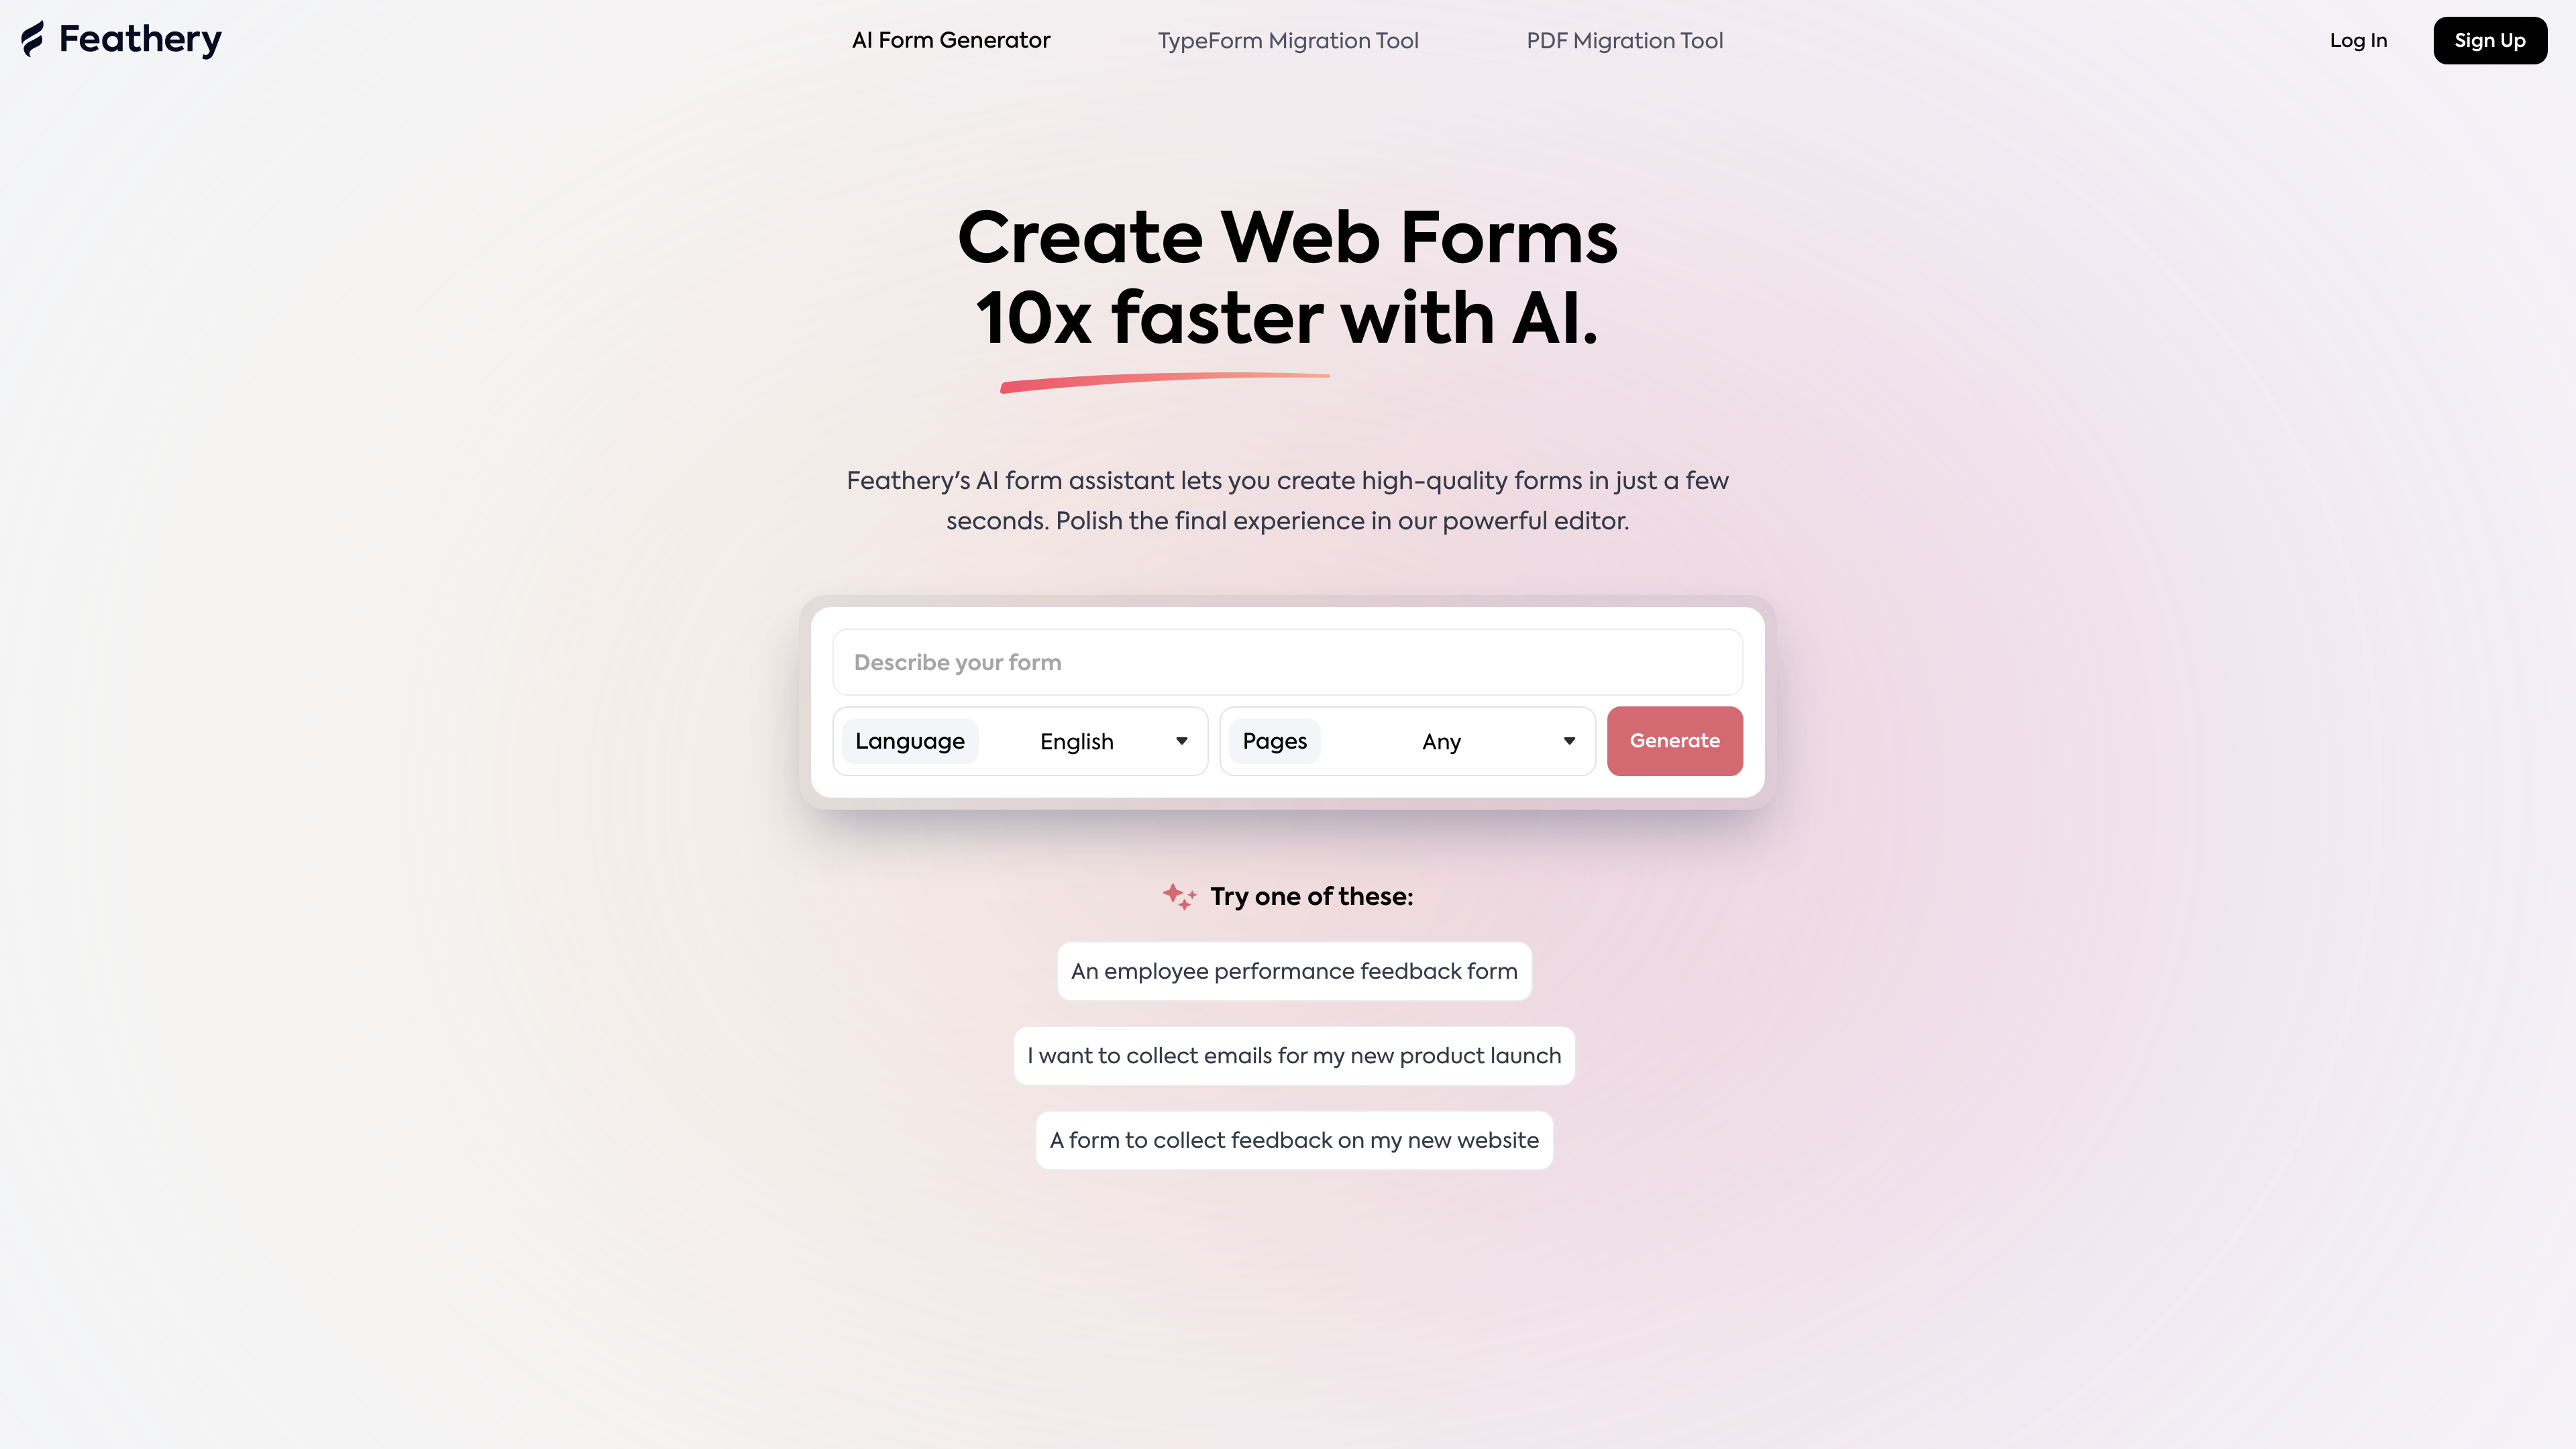 Feathery
AI Form Generator
TypeForm Migration Tool
PDF Migration Tool
Log In
Sign Up
Create Web Forms
10x faster with AI.
Feathery's AI form assistant lets you create high-quality forms in just a few
seconds. Polish the final experience in our powerful editor.
Describe your form
Language
English
Pages
Any
Generate
Try one of these:
An employee performance feedback form
I want to collect emails for my new product launch
A form to collect feedback on my new website